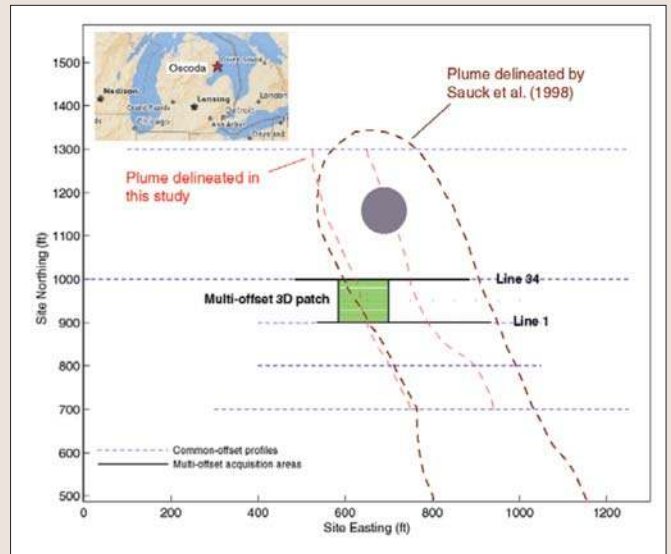 1500
1400
1300
1200
1100
1000
900
800
700
600
500
Site Northing (ft)
Oscoda
Madison
Lansing
Grand Rapids
London
Detroit
Ann Arbor
Chicago
Cleveland
Plume delineated by
Sauck et al. (1998)
Plume delineated in
this study
Line 34
Multi-offset 3D patch
Line 1
Common-offset profiles
Multi-offset acquisition areas
0
200
400
600
800
1000
1200
Site Easting (ft)